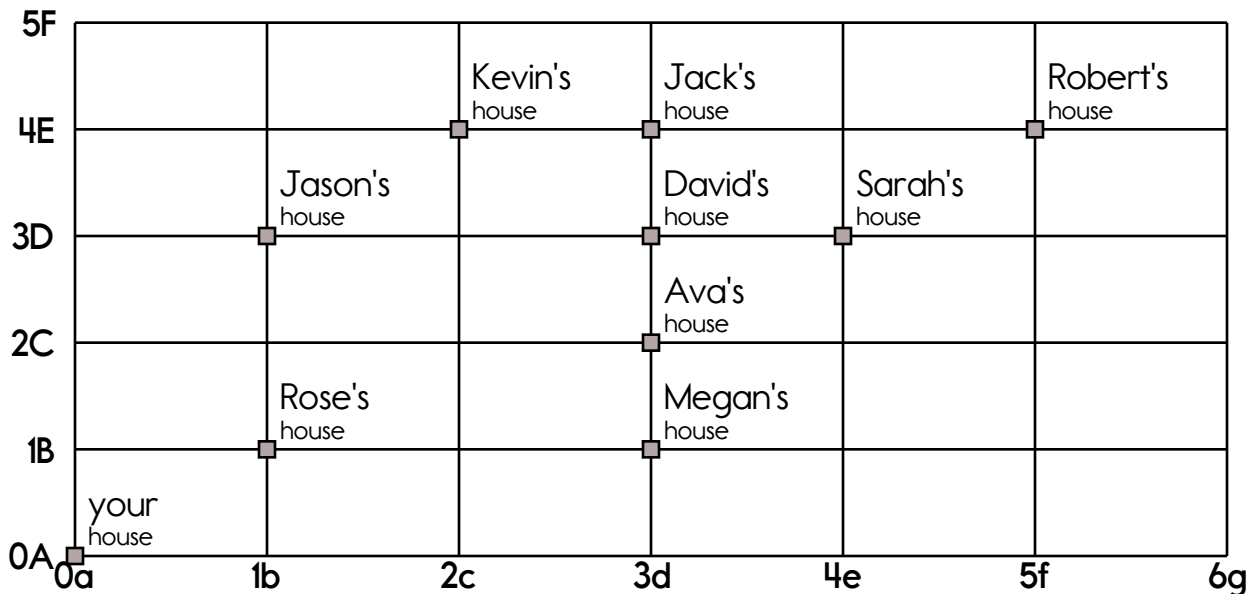 5F
Kevin's
house
Jack's
house
Robert's
house
4E
Jason's
house
David's
house
Sarah's
house
3D
Ava's
house
2C
Rose's
house
Megan's
house
1B
your
house
0A
0a 1b 2c 3d 4e 5f 6g